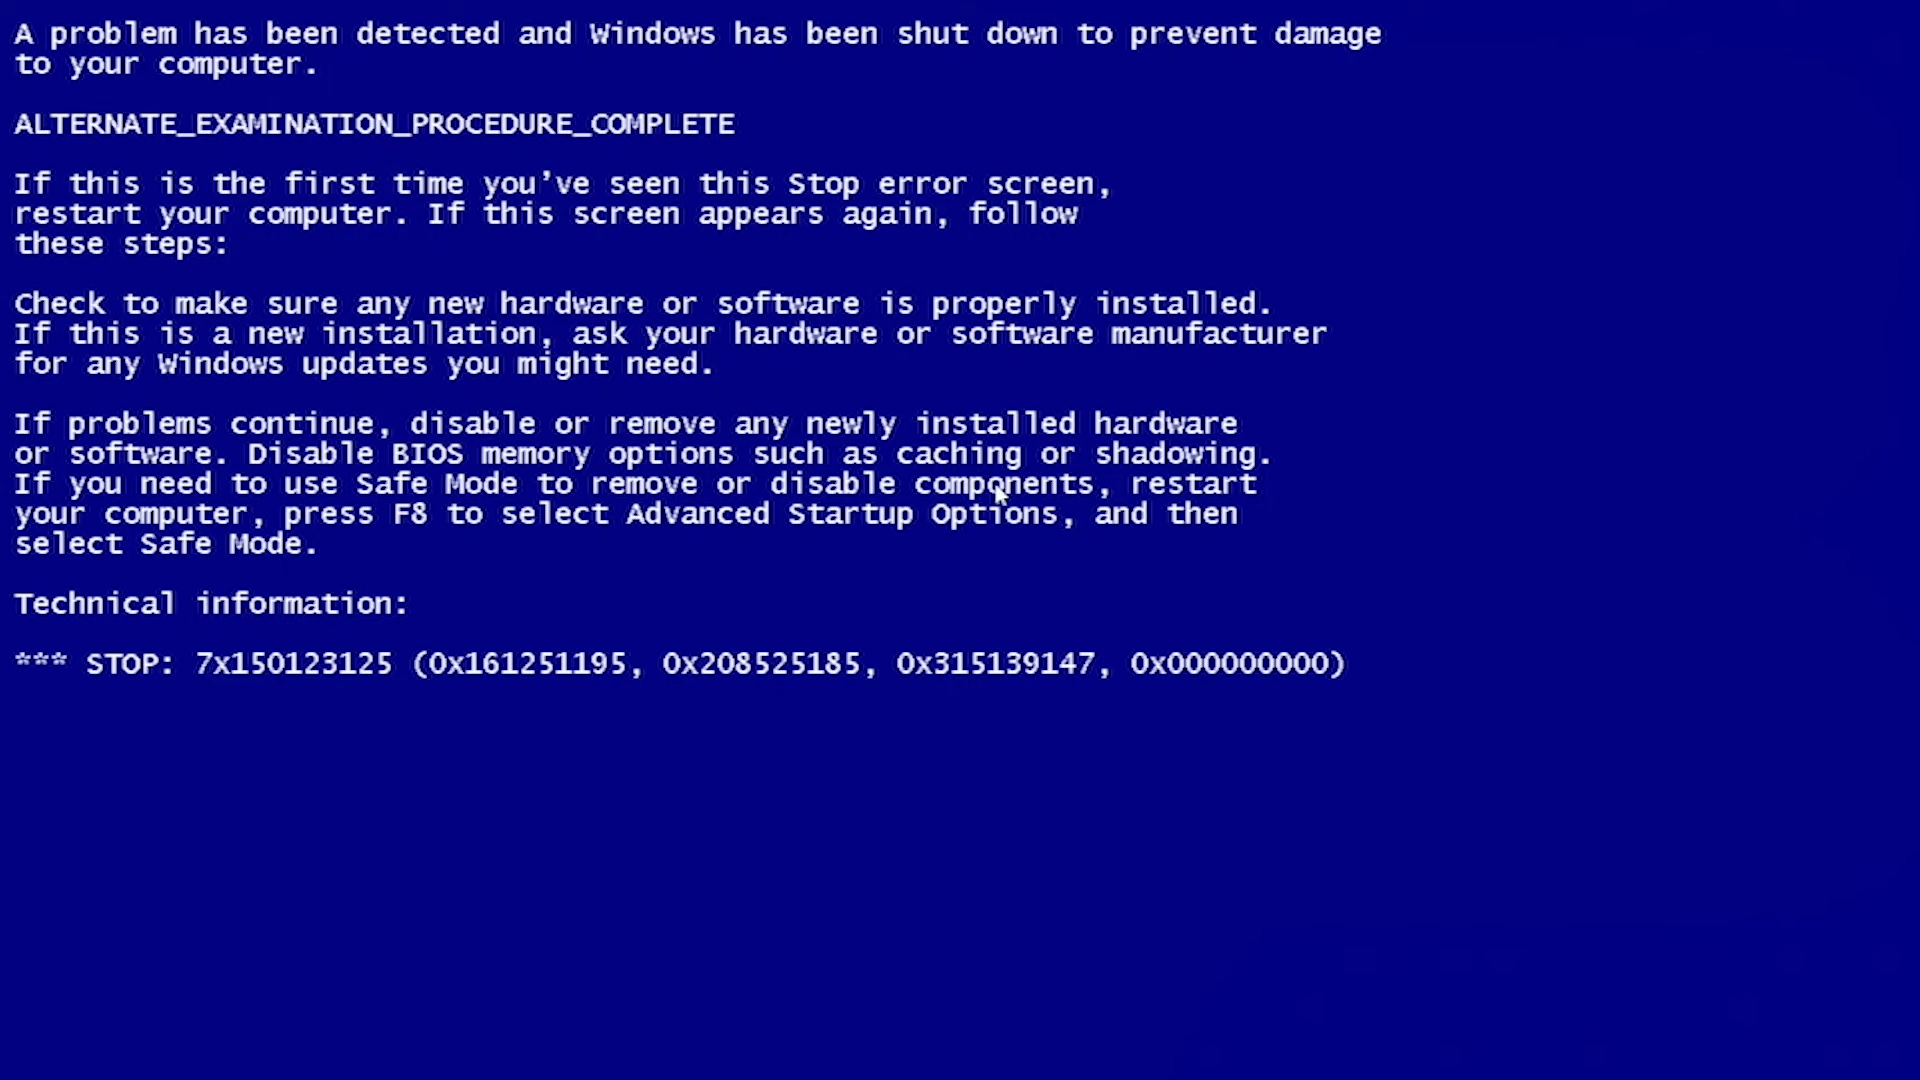 A problem has been detected and Windows has been shut down to prevent damage
to your computer.
ALTERNATE_EXAMINATION_PROCEDURE_COMPLETE
If this is the first time you've seen this Stop error screen,
restart your computer. If this screen appears again, follow
these steps:
Check to make sure any new hardware or software is properly installed.
If this is a new installation, ask your hardware or software manufacturer
for any Windows updates you might need.
If problems continue, disable or remove any newly installed hardware
or software. Disable BIOS memory options such as caching or shadowing.
If you need to use Safe Mode to remove or disable components, restart
your computer, press F8 to select Advanced Startup Options, and then
select Safe Mode.
Technical information:
*** STOP: 7x150123125 (0x161251195, 0x208525185, 0x315139147, 0x000000000)